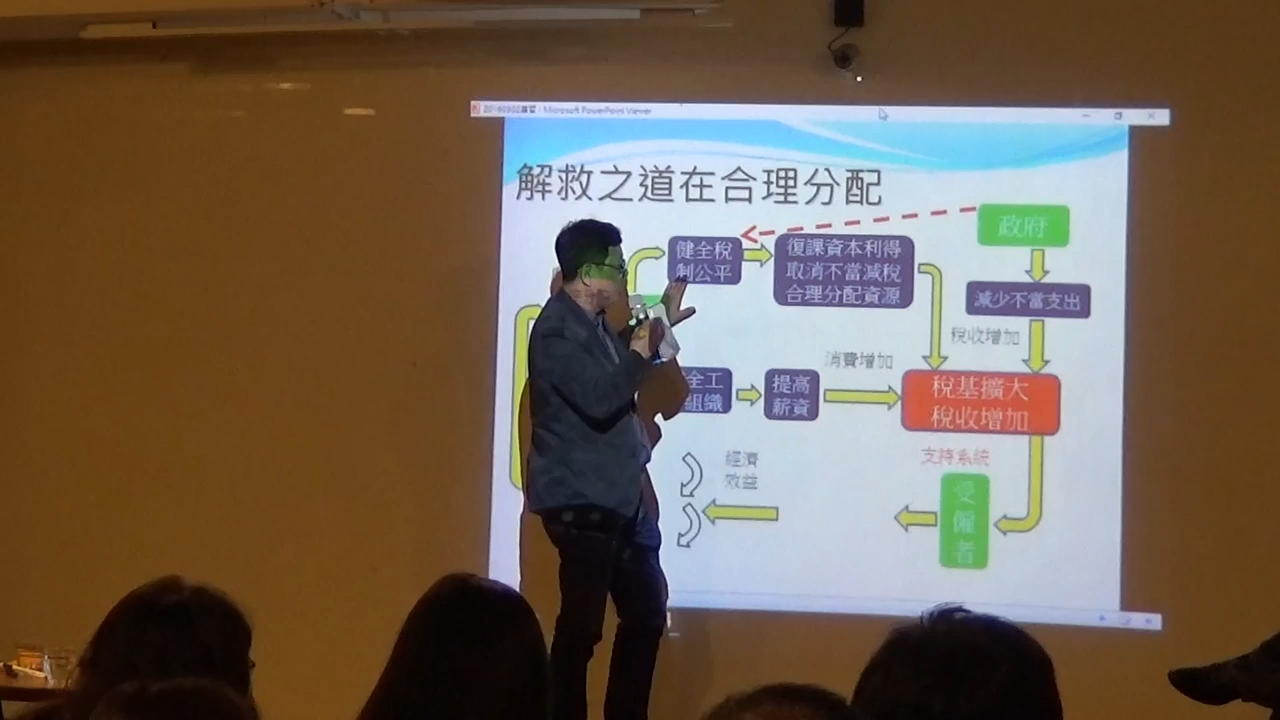 Microsoft PowerPoint Viewer
解救之道在合理分配
政府
健全稅
制公平
復課資本利得
取消不當減稅
合理分配資源
減少不當支出
稅收增加
消費增加
全工
組織
提高
薪資
稅基擴大
稅收增加
支持系統
經濟
效益
受
僱
者